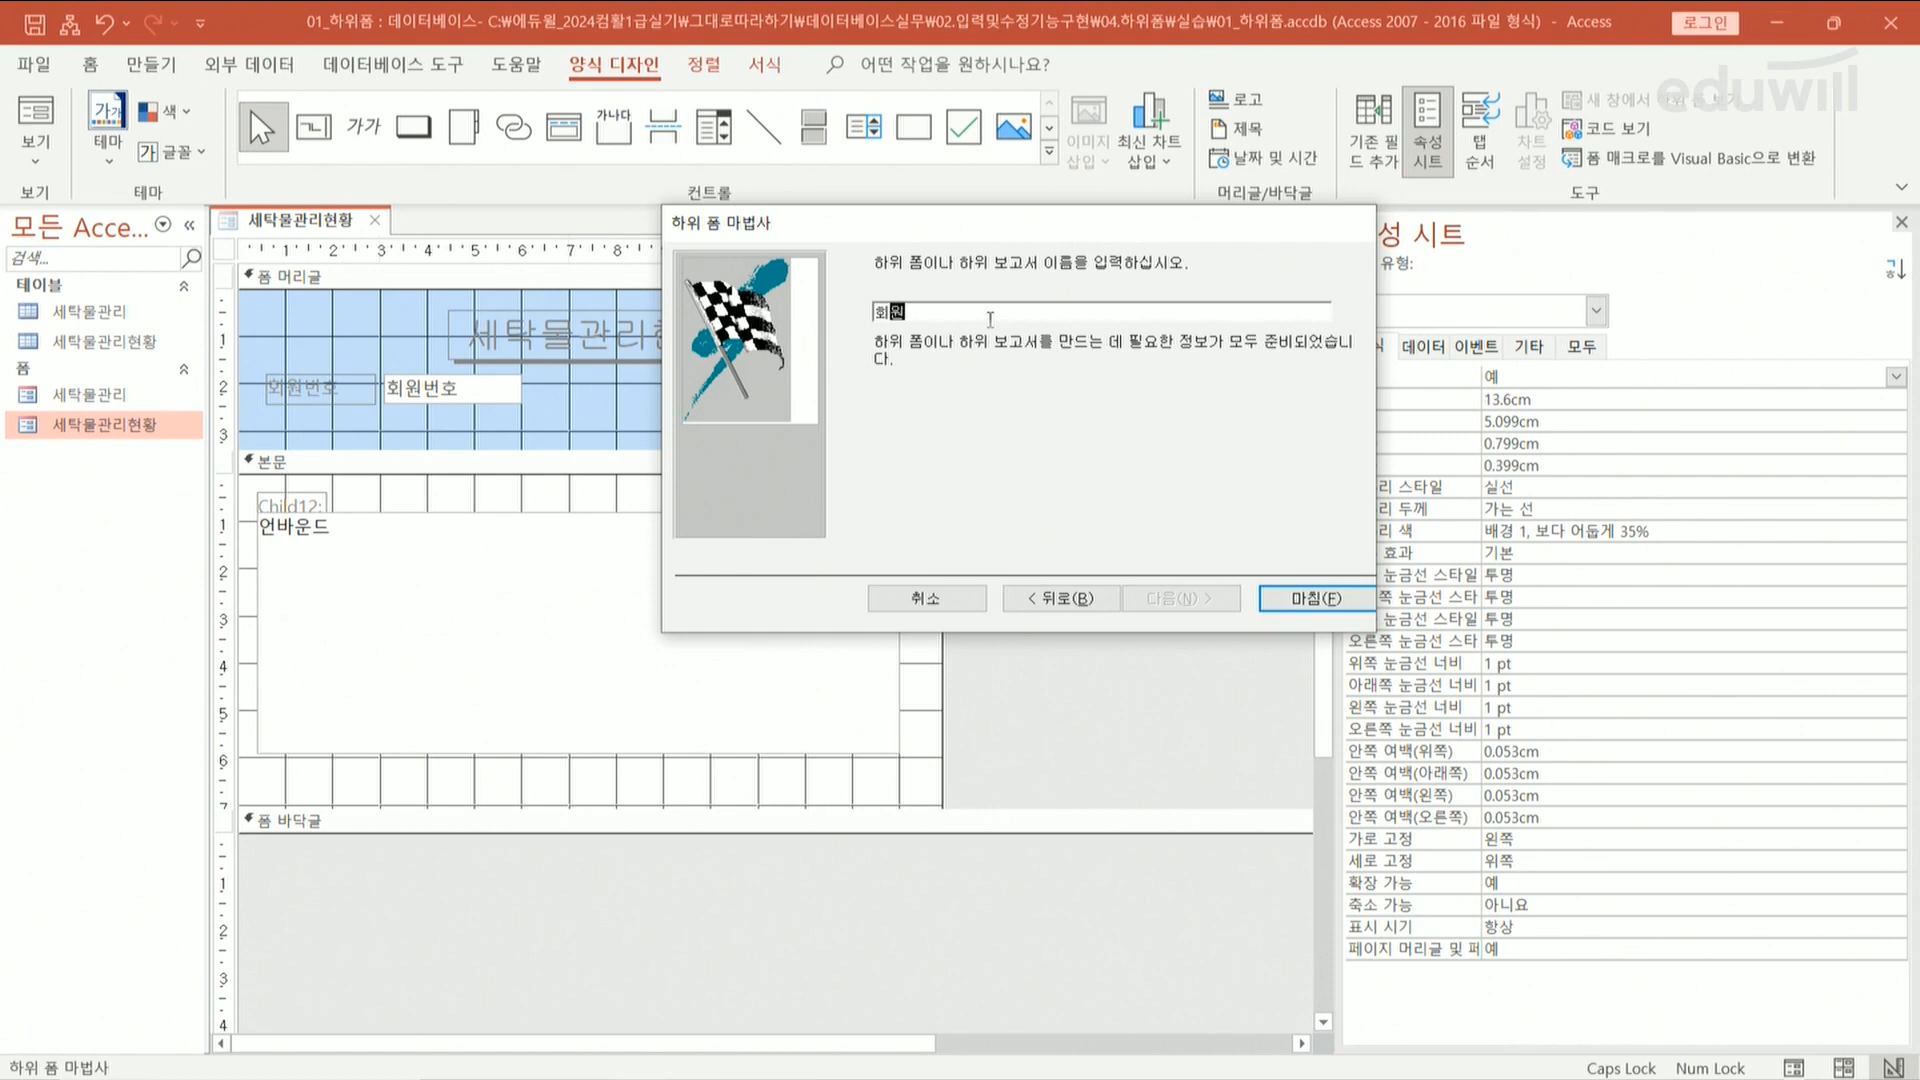 01_하위폼 : 데이터베이스- C:₩에듀윌_2024컴활1급실기₩그대로따라하기₩데이터베이스실무₩02.입력및수정기능구현₩04.하위폼₩실습₩01_하위폼.accdb (Access 2007 - 2016 파일 형식) - Access
로그인
파일 홈 만들기 외부 데이터 데이터베이스 도구 도움말 양식 디자인 정렬 서식 어떤 작업을 원하시나요?
eduwill
보기
보기
가가
테마
색
가 글꼴
테마
가가
가나다
컨트롤
이미지 삽입
최신 차트 삽입
로고
제목
날짜 및 시간
머리글/바닥글
기존 필드 추가
속성 시트
탭 순서
차트 설정
새 창에서
코드 보기
폼 매크로를 Visual Basic으로 변환
도구
모든 Acce...
검색...
테이블
세탁물관리
세탁물관리현황
폼
세탁물관리
세탁물관리현황
세탁물관리현황
1 2 3 4 5 6 7 8
폼 머리글
세탁물관리
회원번호 회원번호
1
2
3
본문
Child12:
언바운드
1
2
3
4
5
6
7
폼 바닥글
1
2
3
4
하위 폼 마법사
하위 폼이나 하위 보고서 이름을 입력하십시오.
회원
하위 폼이나 하위 보고서를 만드는 데 필요한 정보가 모두 준비되었습니
다.
취소 < 뒤로(B) 다음(N) > 마침(F)
성 시트
유형:
데이터 이벤트 기타 모두
예
13.6cm
5.099cm
0.799cm
0.399cm
리 스타일 실선
리 두께 가는 선
리 색 배경 1, 보다 어둡게 35%
효과 기본
눈금선 스타일 투명
쪽 눈금선 스타 투명
눈금선 스타일 투명
오른쪽 눈금선 스타 투명
위쪽 눈금선 너비 1 pt
아래쪽 눈금선 너비 1 pt
왼쪽 눈금선 너비 1 pt
오른쪽 눈금선 너비 1 pt
안쪽 여백(위쪽) 0.053cm
안쪽 여백(아래쪽) 0.053cm
안쪽 여백(왼쪽) 0.053cm
안쪽 여백(오른쪽) 0.053cm
가로 고정 왼쪽
세로 고정 위쪽
확장 가능 예
축소 가능 아니요
표시 시기 항상
페이지 머리글 및 페 예
하위 폼 마법사
Caps Lock Num Lock